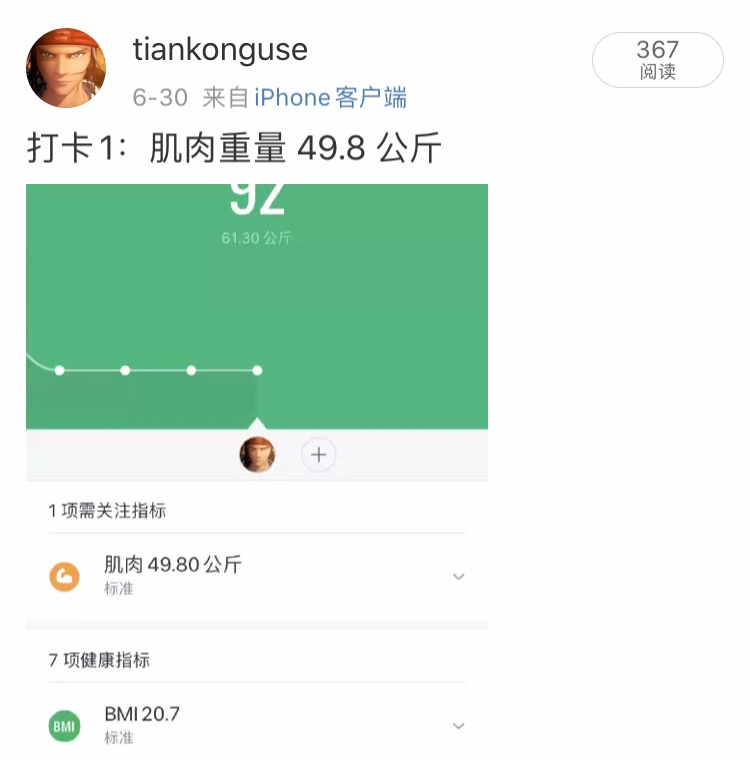 tiankonguse
367
阅读
6-30 来自 iPhone 客户端
打卡1：肌肉重量 49.8 公斤
92
61.30 公斤
1 项需关注指标
肌肉 49.80 公斤
标准
7 项健康指标
BMI
BMI 20.7
标准